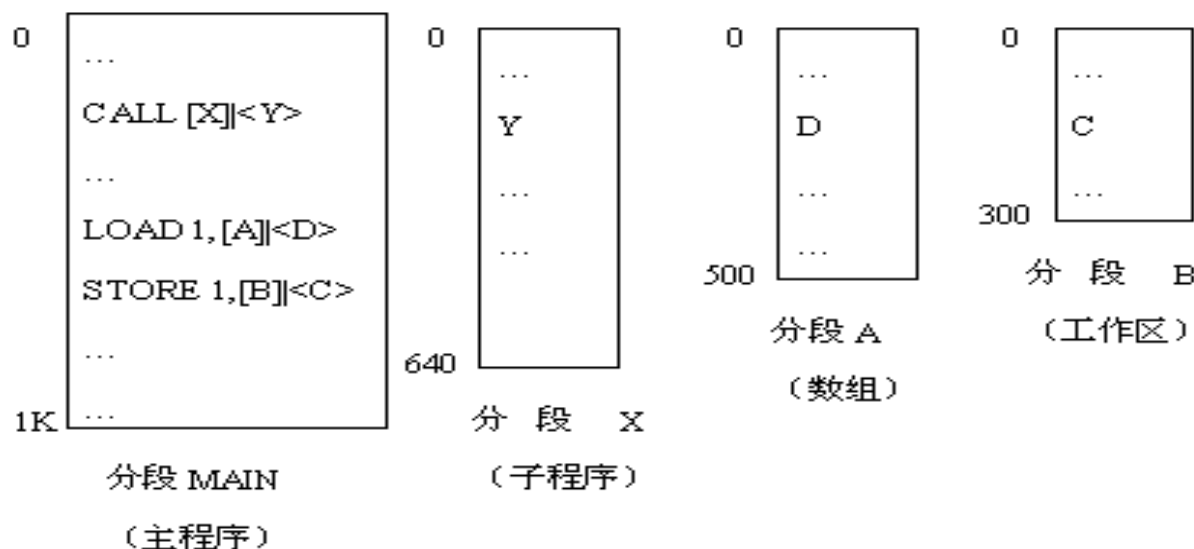 0
…
CALL [X]|<Y>
…
LOAD 1,[A]|<D>
STORE 1,[B]|<C>
…
1K
…
分段 MAIN
（主程序）
0
…
Y
…
…
640
分 段 X
（子程序）
0
…
D
…
…
500
分段 A
（数组）
0
…
C
…
300
分 段 B
（工作区）